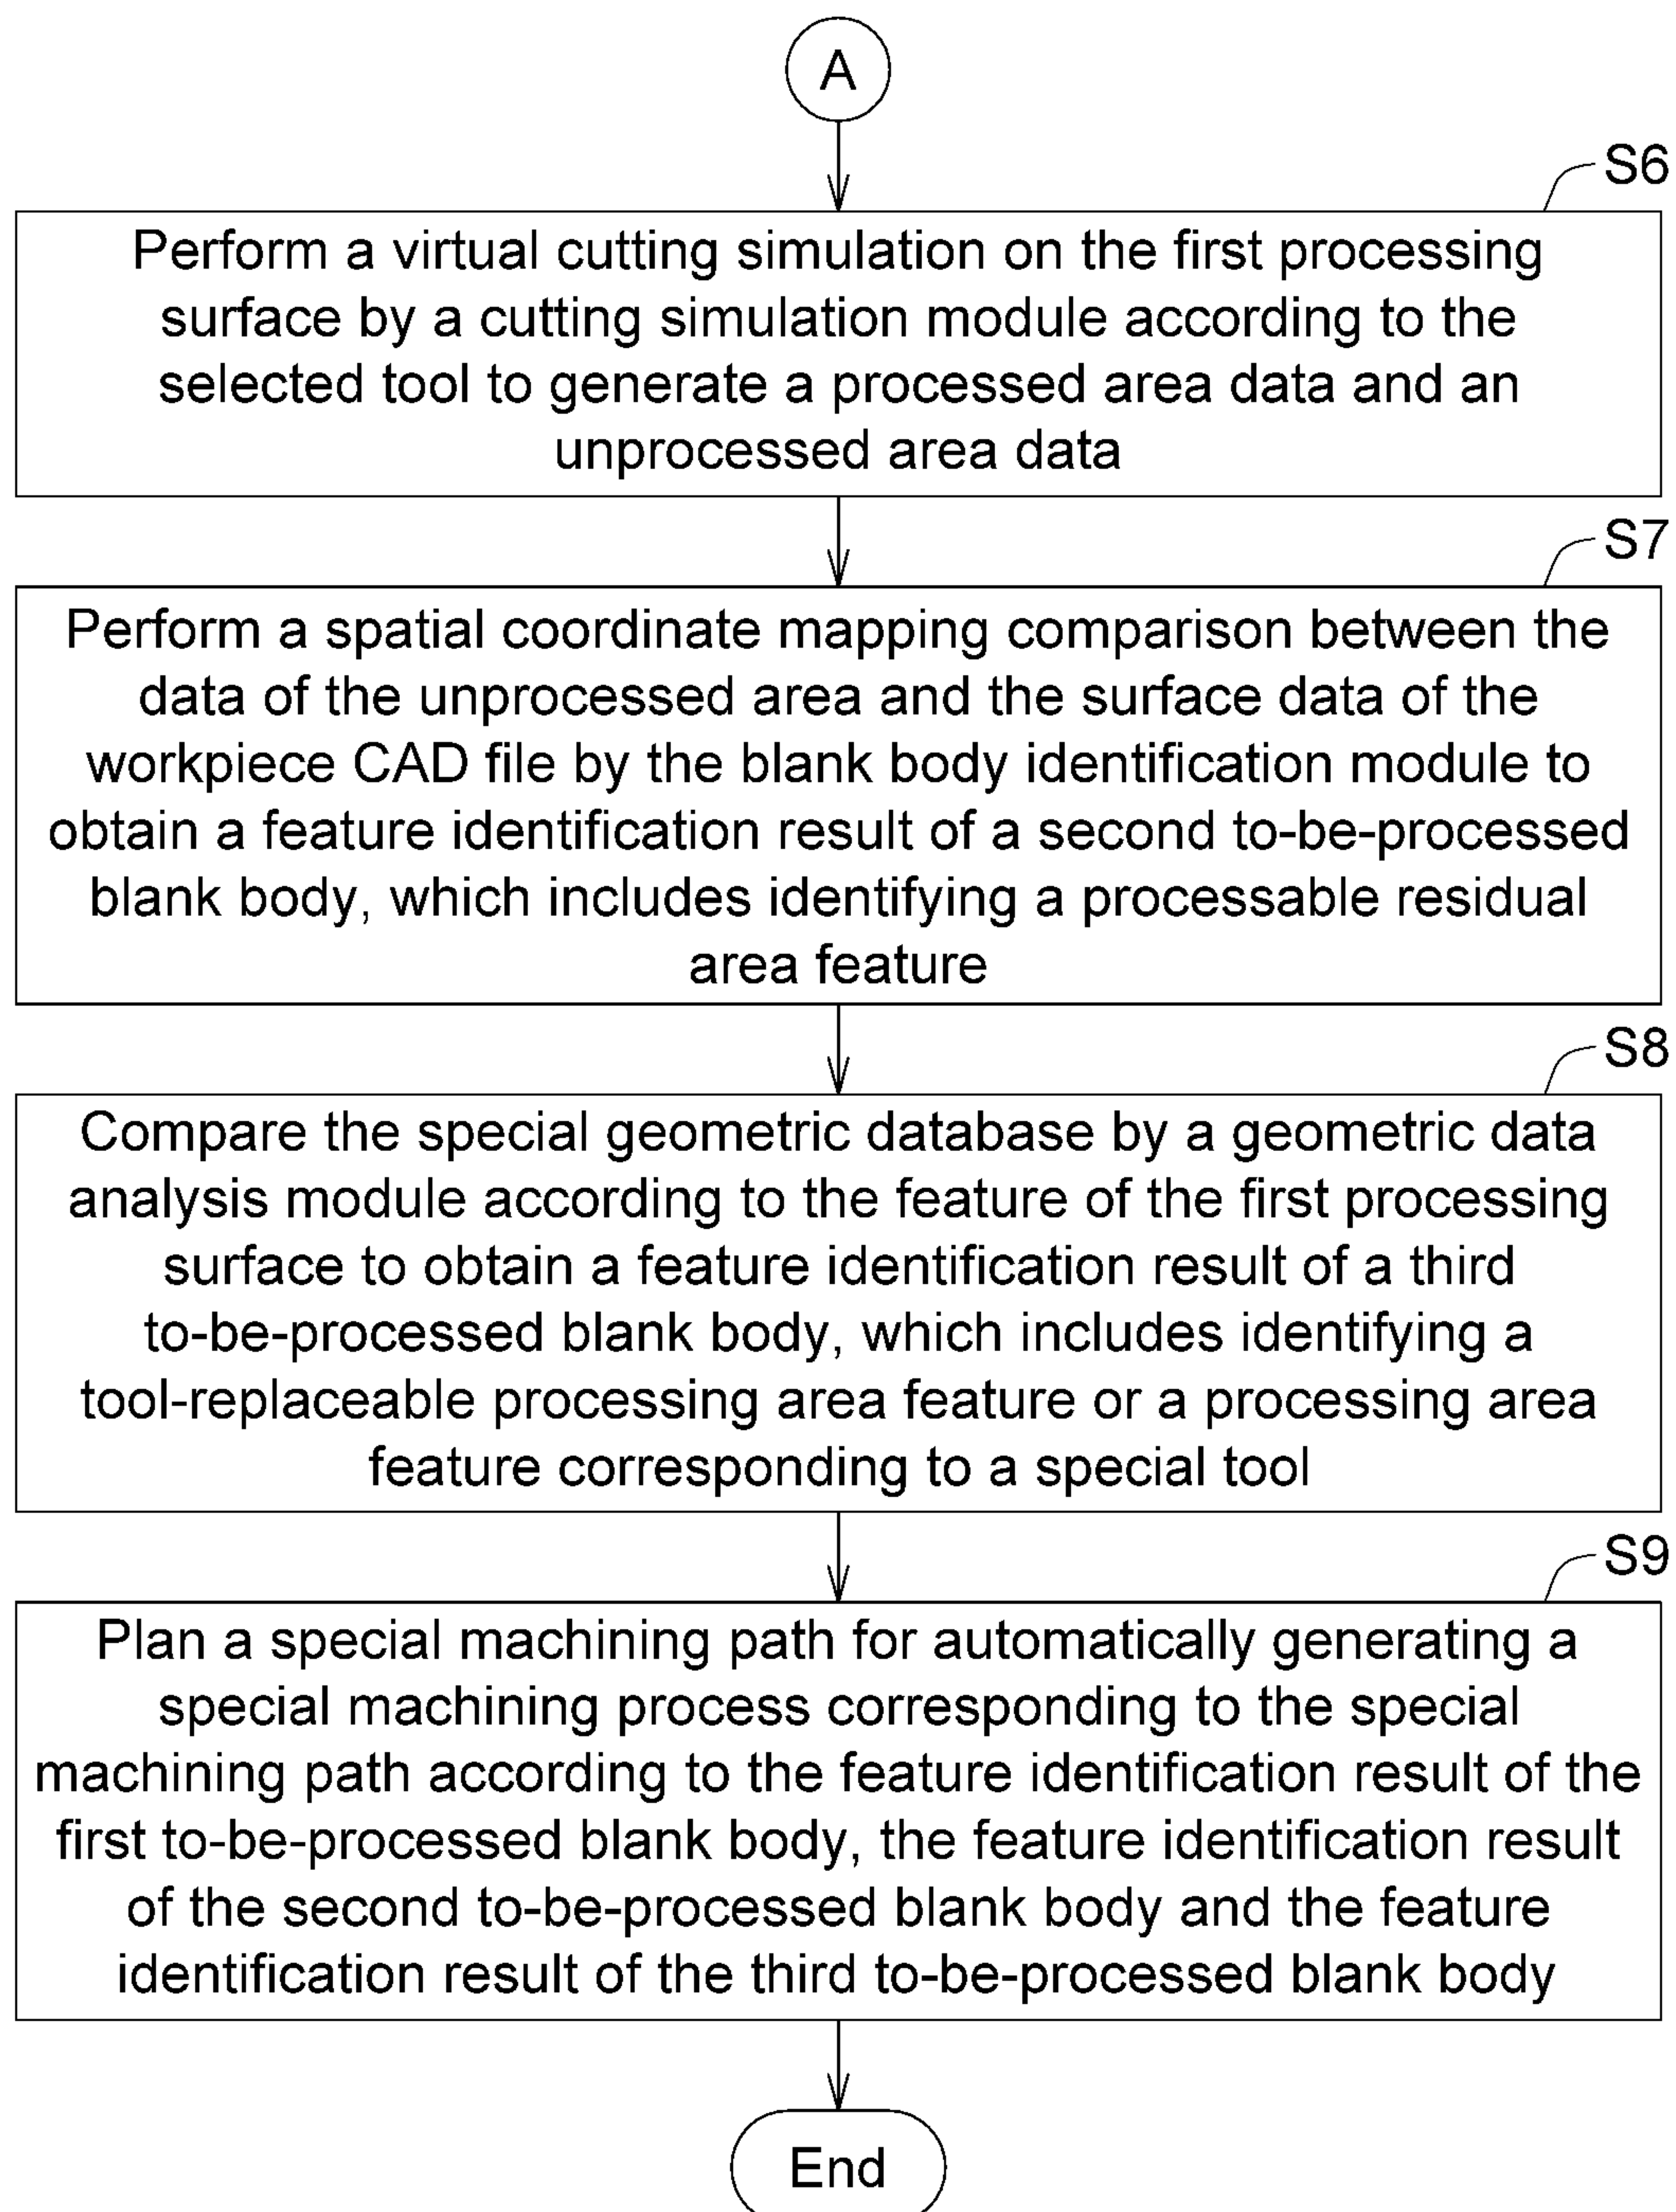 A
S6
Perform a virtual cutting simulation on the first processing
surface by a cutting simulation module according to the
selected tool to generate a processed area data and an
unprocessed area data
S7
Perform a spatial coordinate mapping comparison between the
data of the unprocessed area and the surface data of the
workpiece CAD file by the blank body identification module to
obtain a feature identification result of a second to-be-processed
blank body, which includes identifying a processable residual
area feature
S8
Compare the special geometric database by a geometric data
analysis module according to the feature of the first processing
surface to obtain a feature identification result of a third
to-be-processed blank body, which includes identifying a
tool-replaceable processing area feature or a processing area
feature corresponding to a special tool
S9
Plan a special machining path for automatically generating a
special machining process corresponding to the special
machining path according to the feature identification result of the
first to-be-processed blank body, the feature identification result
of the second to-be-processed blank body and the feature
identification result of the third to-be-processed blank body
End